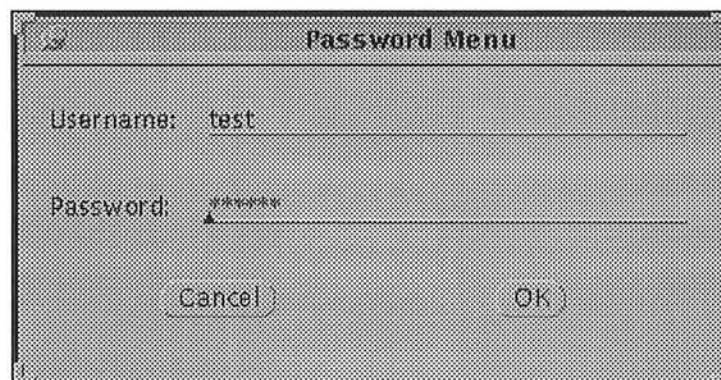 Password Menu
Username: test
Password: ******
Cancel OK